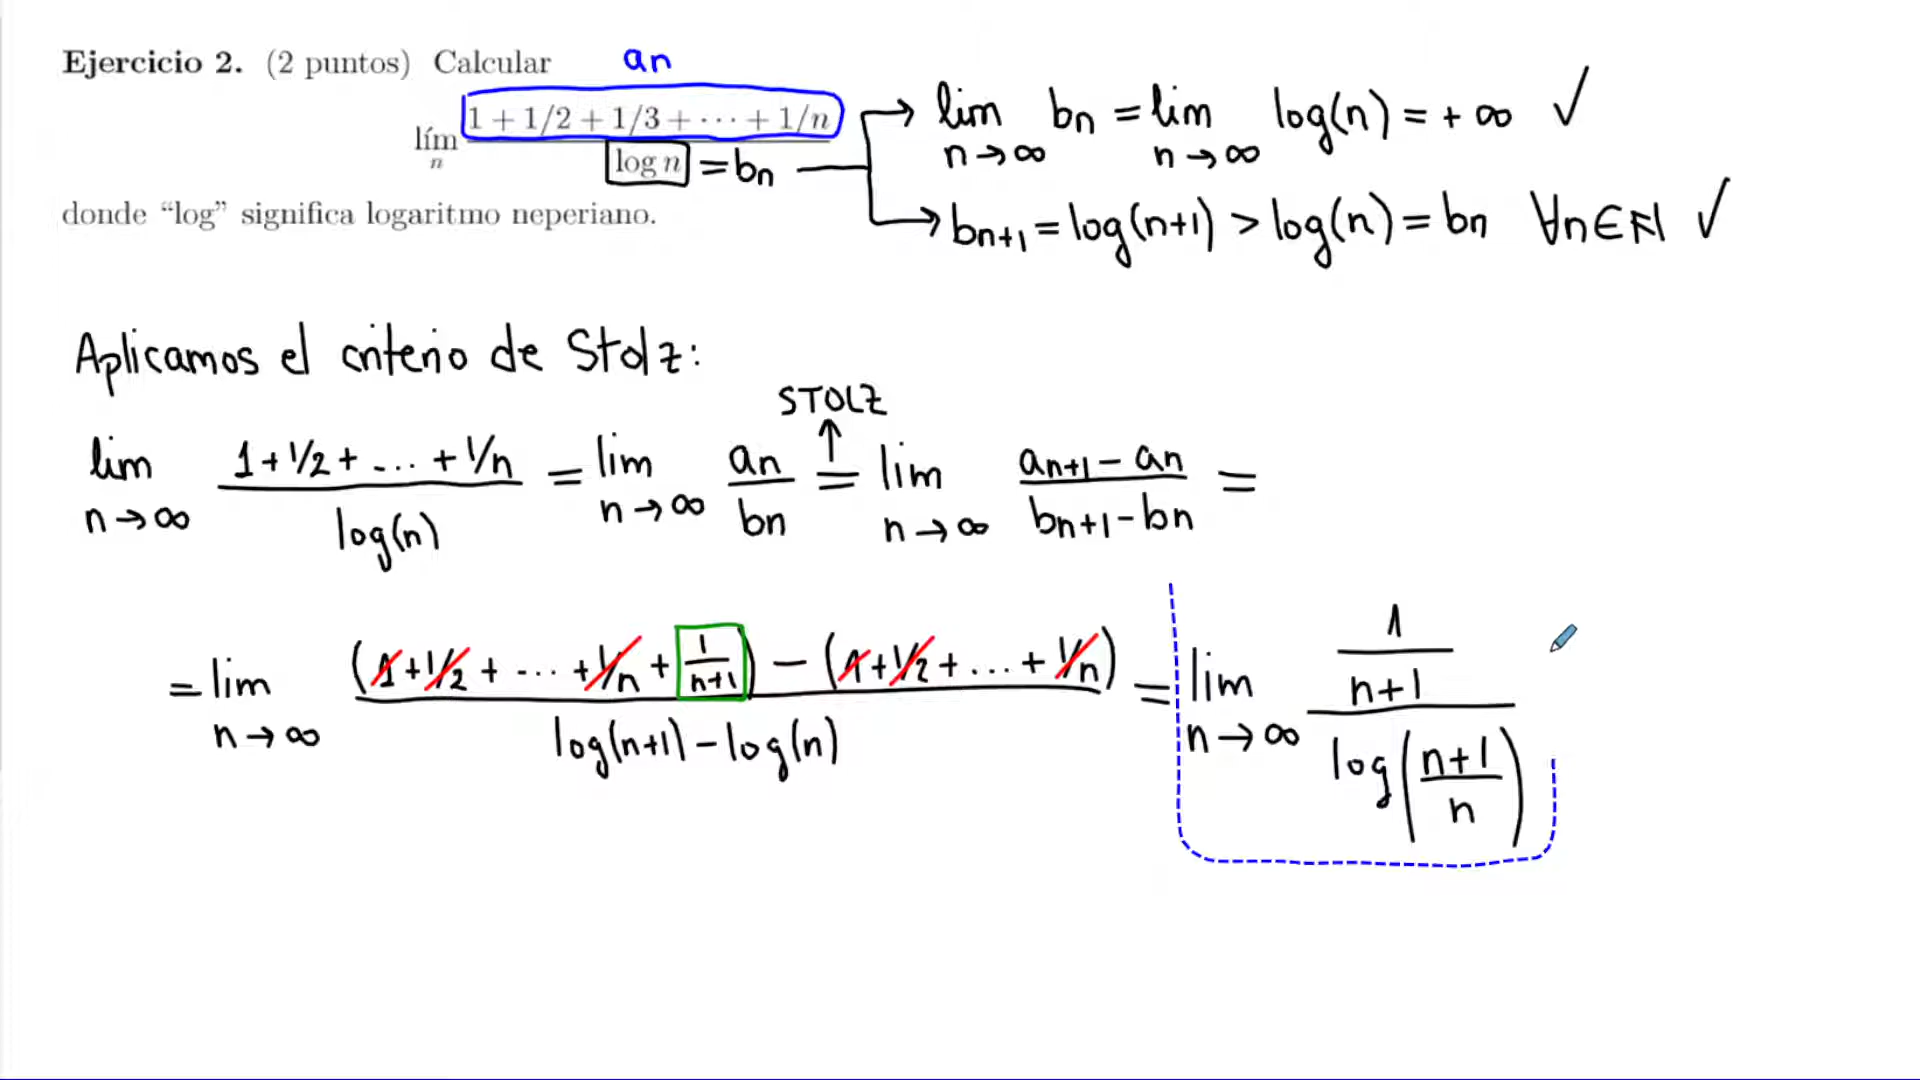 Ejercicio 2. (2 puntos) Calcular
an
lím n (1 + 1/2 + 1/3 + ⋯ + 1/n) / (log n) = bn
donde “log” significa logaritmo neperiano.
lim n→∞ bn = lim n→∞ log(n) = +∞ ✓
bn+1 = log(n+1) > log(n) = bn ∀n∈ℕ ✓
Aplicamos el criterio de Stolz:
STOLZ
lim n→∞ (1 + 1/2 + ... + 1/n) / log(n) = lim n→∞ an / bn = lim n→∞ (an+1 − an) / (bn+1 − bn) =
= lim n→∞ ((1 + 1/2 + ... + 1/n + 1/(n+1)) − (1 + 1/2 + ... + 1/n)) / (log(n+1) − log(n)) = lim n→∞ (1/(n+1)) / log((n+1)/n)